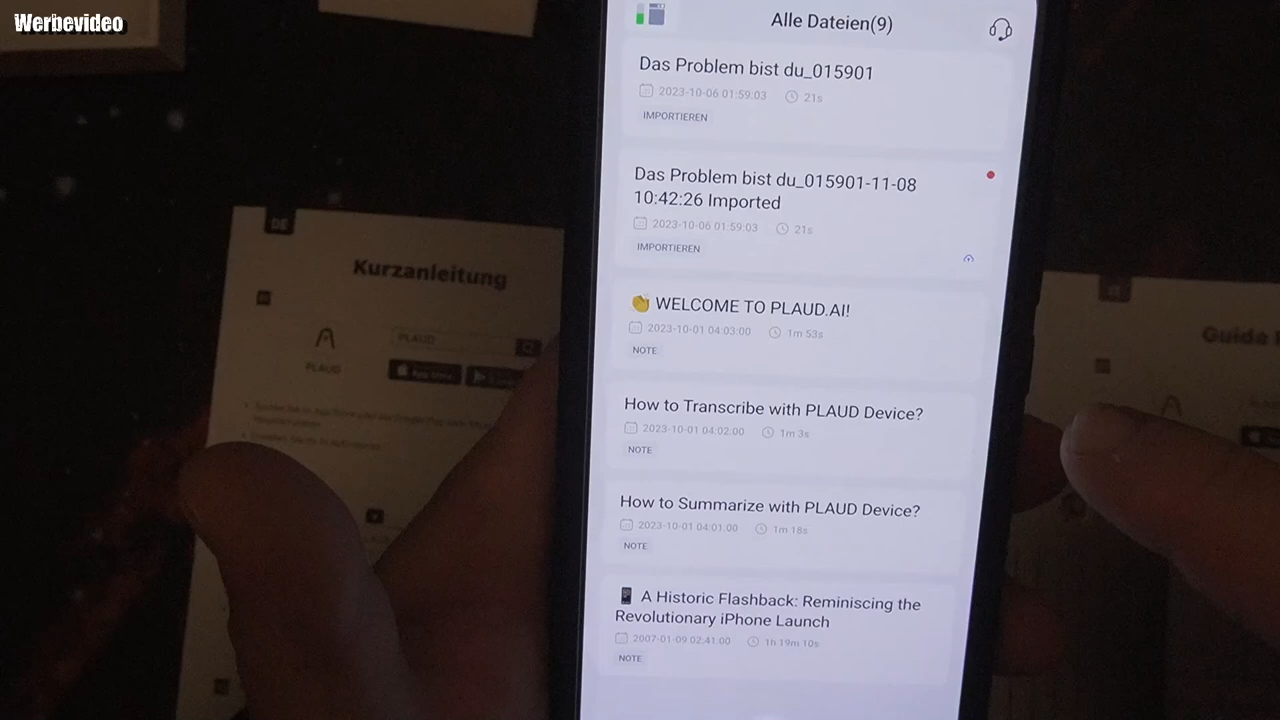 Werbevideo
Alle Dateien(9)
Das Problem bist du_015901
2023-10-06 01:59:03 21s
IMPORTIEREN
Das Problem bist du_015901-11-08
10:42:26 Imported
2023-10-06 01:59:03 21s
IMPORTIEREN
👏 WELCOME TO PLAUD.AI!
2023-10-01 04:03:00 1m 53s
NOTE
How to Transcribe with PLAUD Device?
2023-10-01 04:02:00 1m 3s
NOTE
How to Summarize with PLAUD Device?
2023-10-01 04:01:00 1m 18s
NOTE
📱 A Historic Flashback: Reminiscing the
Revolutionary iPhone Launch
2007-01-09 02:41:00 1h 19m 10s
NOTE
DE
Kurzanleitung
PLAUD
PLAUD
App Store
Guide